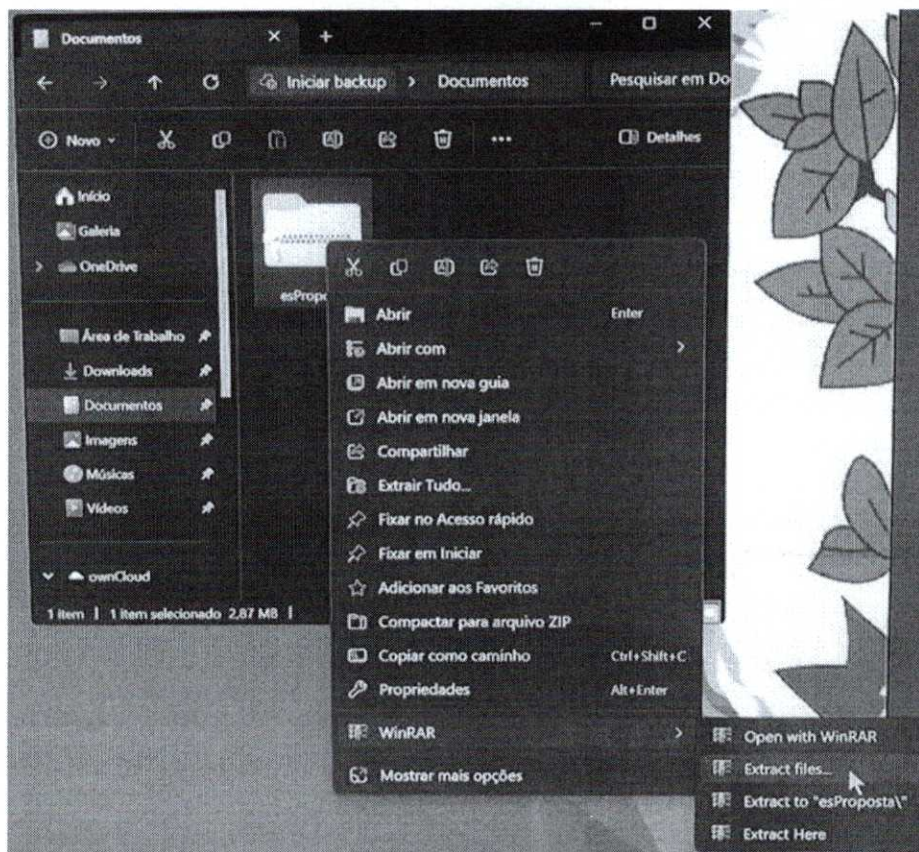 Documentos
Iniciar backup > Documentos
Pesquisar em Do
Novo
Detalhes
Início
Galeria
OneDrive
Área de Trabalho
Downloads
Documentos
Imagens
Músicas
Vídeos
ownCloud
1 item | 1 item selecionado 2,87 MB |
esPropo
Abrir Enter
Abrir com
Abrir em nova guia
Abrir em nova janela
Compartilhar
Extrair Tudo...
Fixar no Acesso rápido
Fixar em Iniciar
Adicionar aos Favoritos
Compactar para arquivo ZIP
Copiar como caminho Ctrl+Shift+C
Propriedades Alt+Enter
WinRAR
Mostrar mais opções
Open with WinRAR
Extract files...
Extract to "esProposta\"
Extract Here